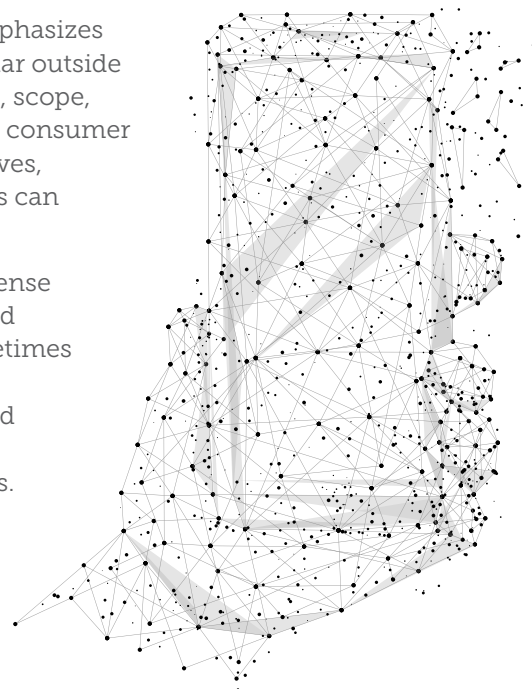 phasizes
ar outside
, scope,
consumer
ves,
s can
ense
d
etimes
d
s.